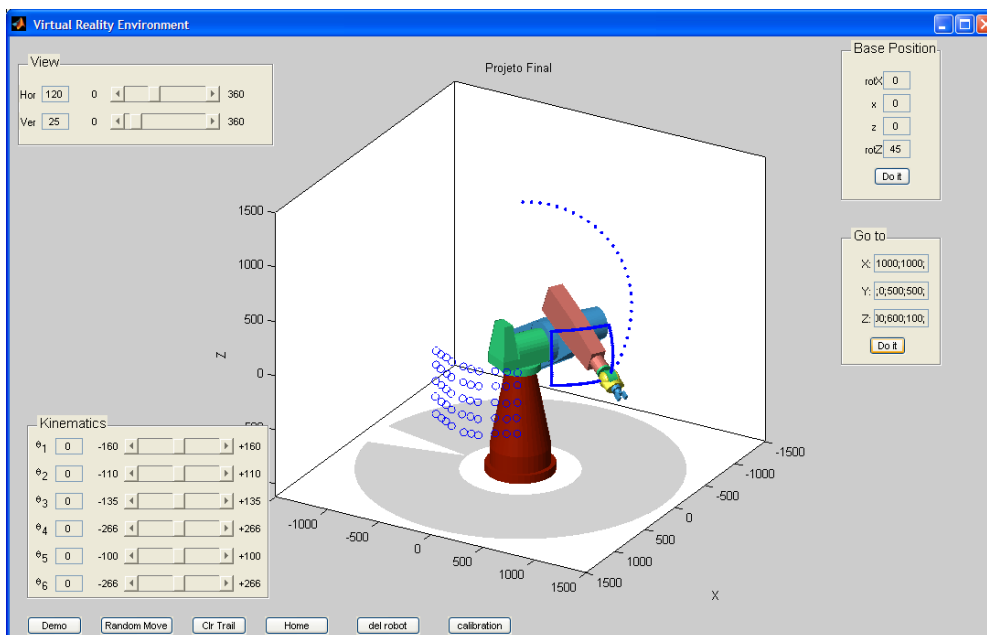 Virtual Reality Environment
View
Hor 120 0 360
Ver 25 0 360
Projeto Final
Base Position
rotX 0
x 0
z 0
rotZ 45
Do it
Go to
X: 1000;1000;
Y: ;0;500;500;
Z: 00;600;100;
Do it
1500
1000
500
0
-500
Z
-1000
-500
0
500
1000
1500
-1500
-1000
-500
0
500
1000
1500
X
Kinematics
θ1 0 -160 +160
θ2 0 -110 +110
θ3 0 -135 +135
θ4 0 -266 +266
θ5 0 -100 +100
θ6 0 -266 +266
Demo Random Move Clr Trail Home del robot calibration